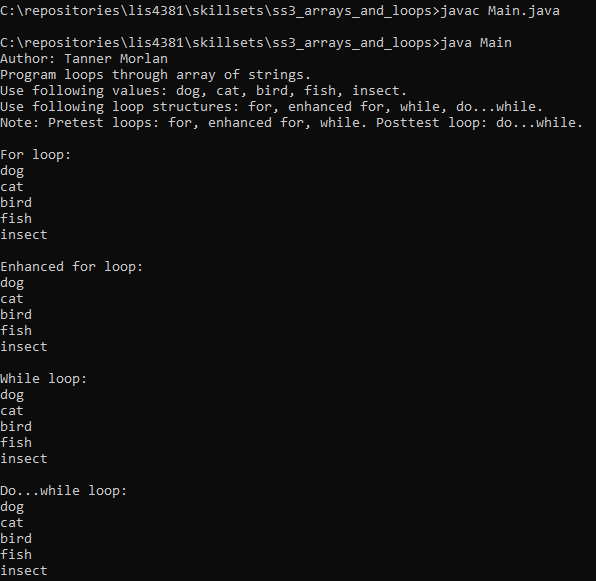 C:\repositories\lis4381\skillsets\ss3_arrays_and_loops>javac Main.java
C:\repositories\lis4381\skillsets\ss3_arrays_and_loops>java Main
Author: Tanner Morlan
Program loops through array of strings.
Use following values: dog, cat, bird, fish, insect.
Use following loop structures: for, enhanced for, while, do...while.
Note: Pretest loops: for, enhanced for, while. Posttest loop: do...while.
For loop:
dog
cat
bird
fish
insect
Enhanced for loop:
dog
cat
bird
fish
insect
While loop:
dog
cat
bird
fish
insect
Do...while loop:
dog
cat
bird
fish
insect